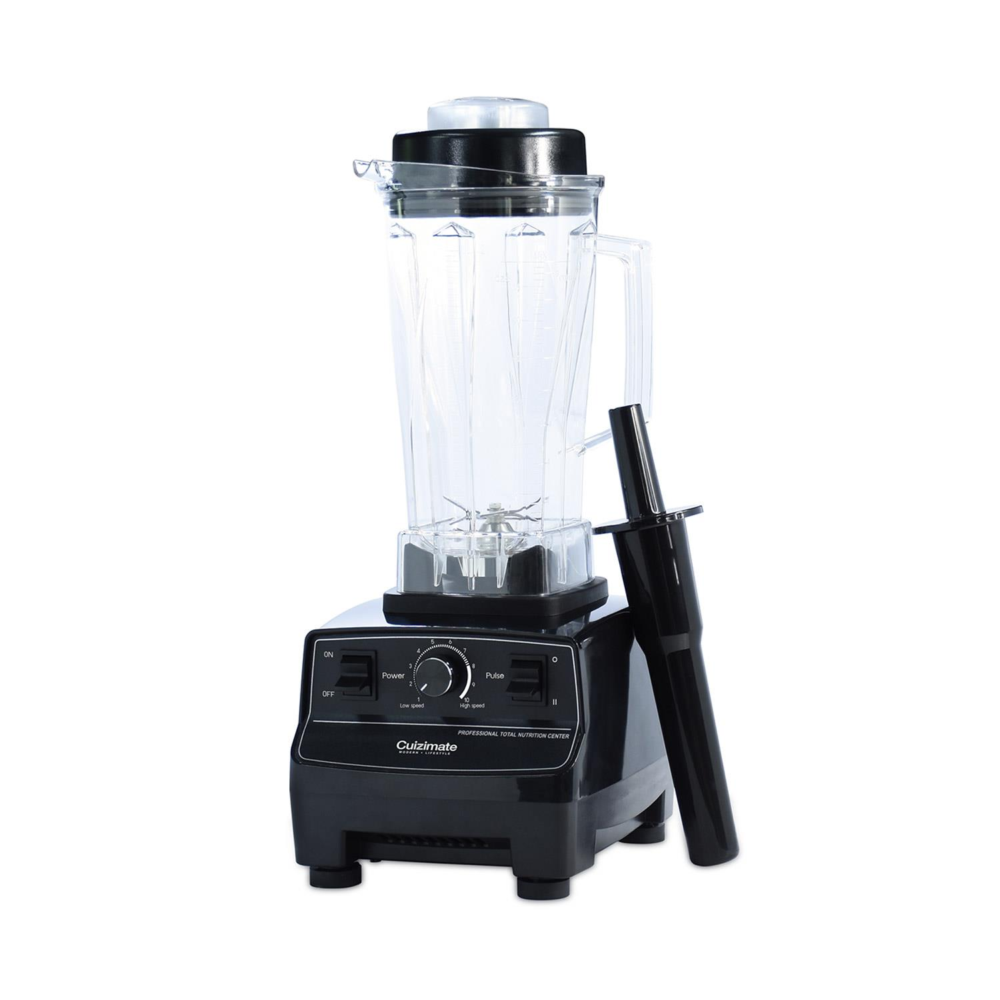 ON
OFF
Power
1
2
3
4
5
6
7
8
9
10
Low speed
High speed
Pulse
O
II
PROFESSIONAL TOTAL NUTRITION CENTER
Cuizimate
MODERN • LIFESTYLE